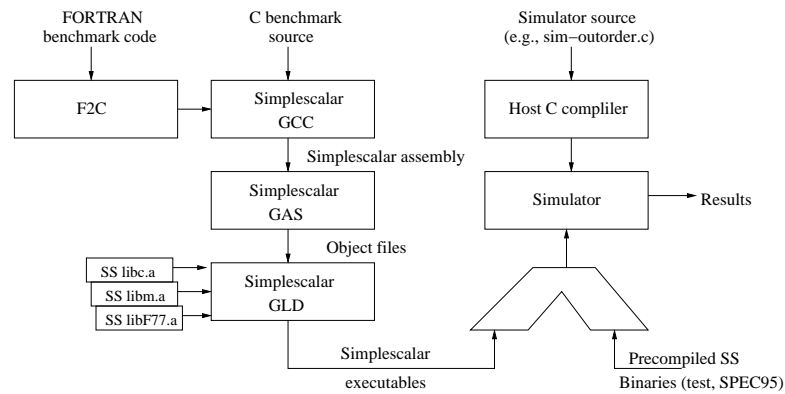 FORTRAN
benchmark code
C benchmark
source
Simulator source
(e.g., sim−outorder.c)
F2C
Simplescalar
GCC
Host C compliler
Simplescalar assembly
Simplescalar
GAS
Simulator
Results
Object files
SS libc.a
SS libm.a
SS libF77.a
Simplescalar
GLD
Simplescalar
executables
Precompiled SS
Binaries (test, SPEC95)